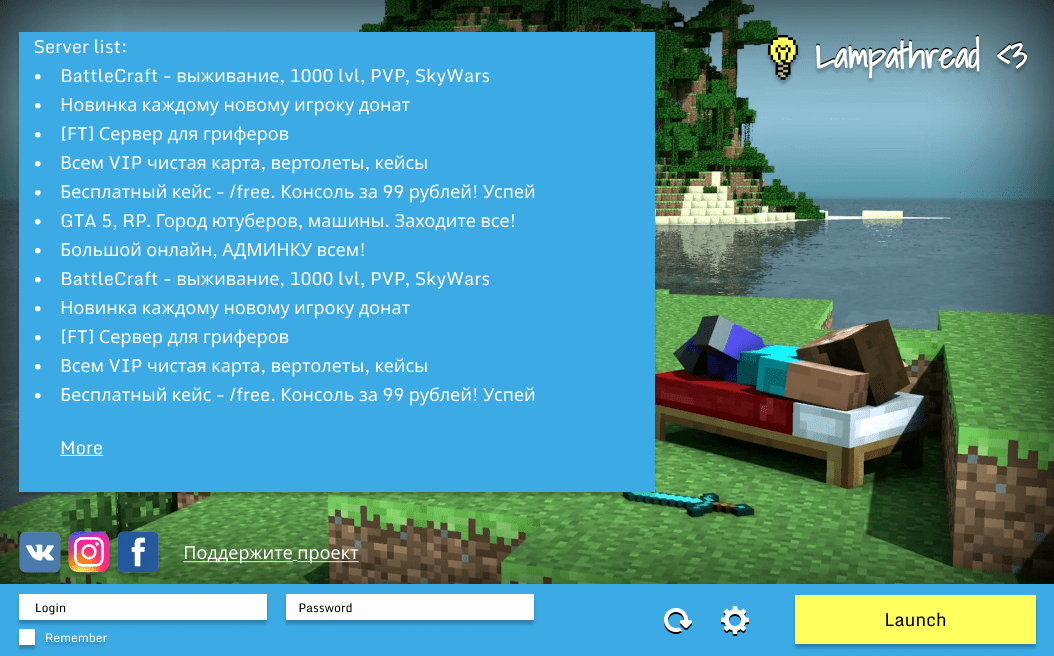 Server list:
BattleCraft – выживание, 1000 lvl, PVP, SkyWars
Новинка каждому новому игроку донат
[FT] Сервер для гриферов
Всем VIP чистая карта, вертолеты, кейсы
Бесплатный кейс – /free. Консоль за 99 рублей! Успей
GTA 5, RP. Город ютуберов, машины. Заходите все!
Большой онлайн, АДМИНКУ всем!
BattleCraft – выживание, 1000 lvl, PVP, SkyWars
Новинка каждому новому игроку донат
[FT] Сервер для гриферов
Всем VIP чистая карта, вертолеты, кейсы
Бесплатный кейс – /free. Консоль за 99 рублей! Успей
More
Lampathread <3
Поддержите проект
Login
Password
Remember
Launch